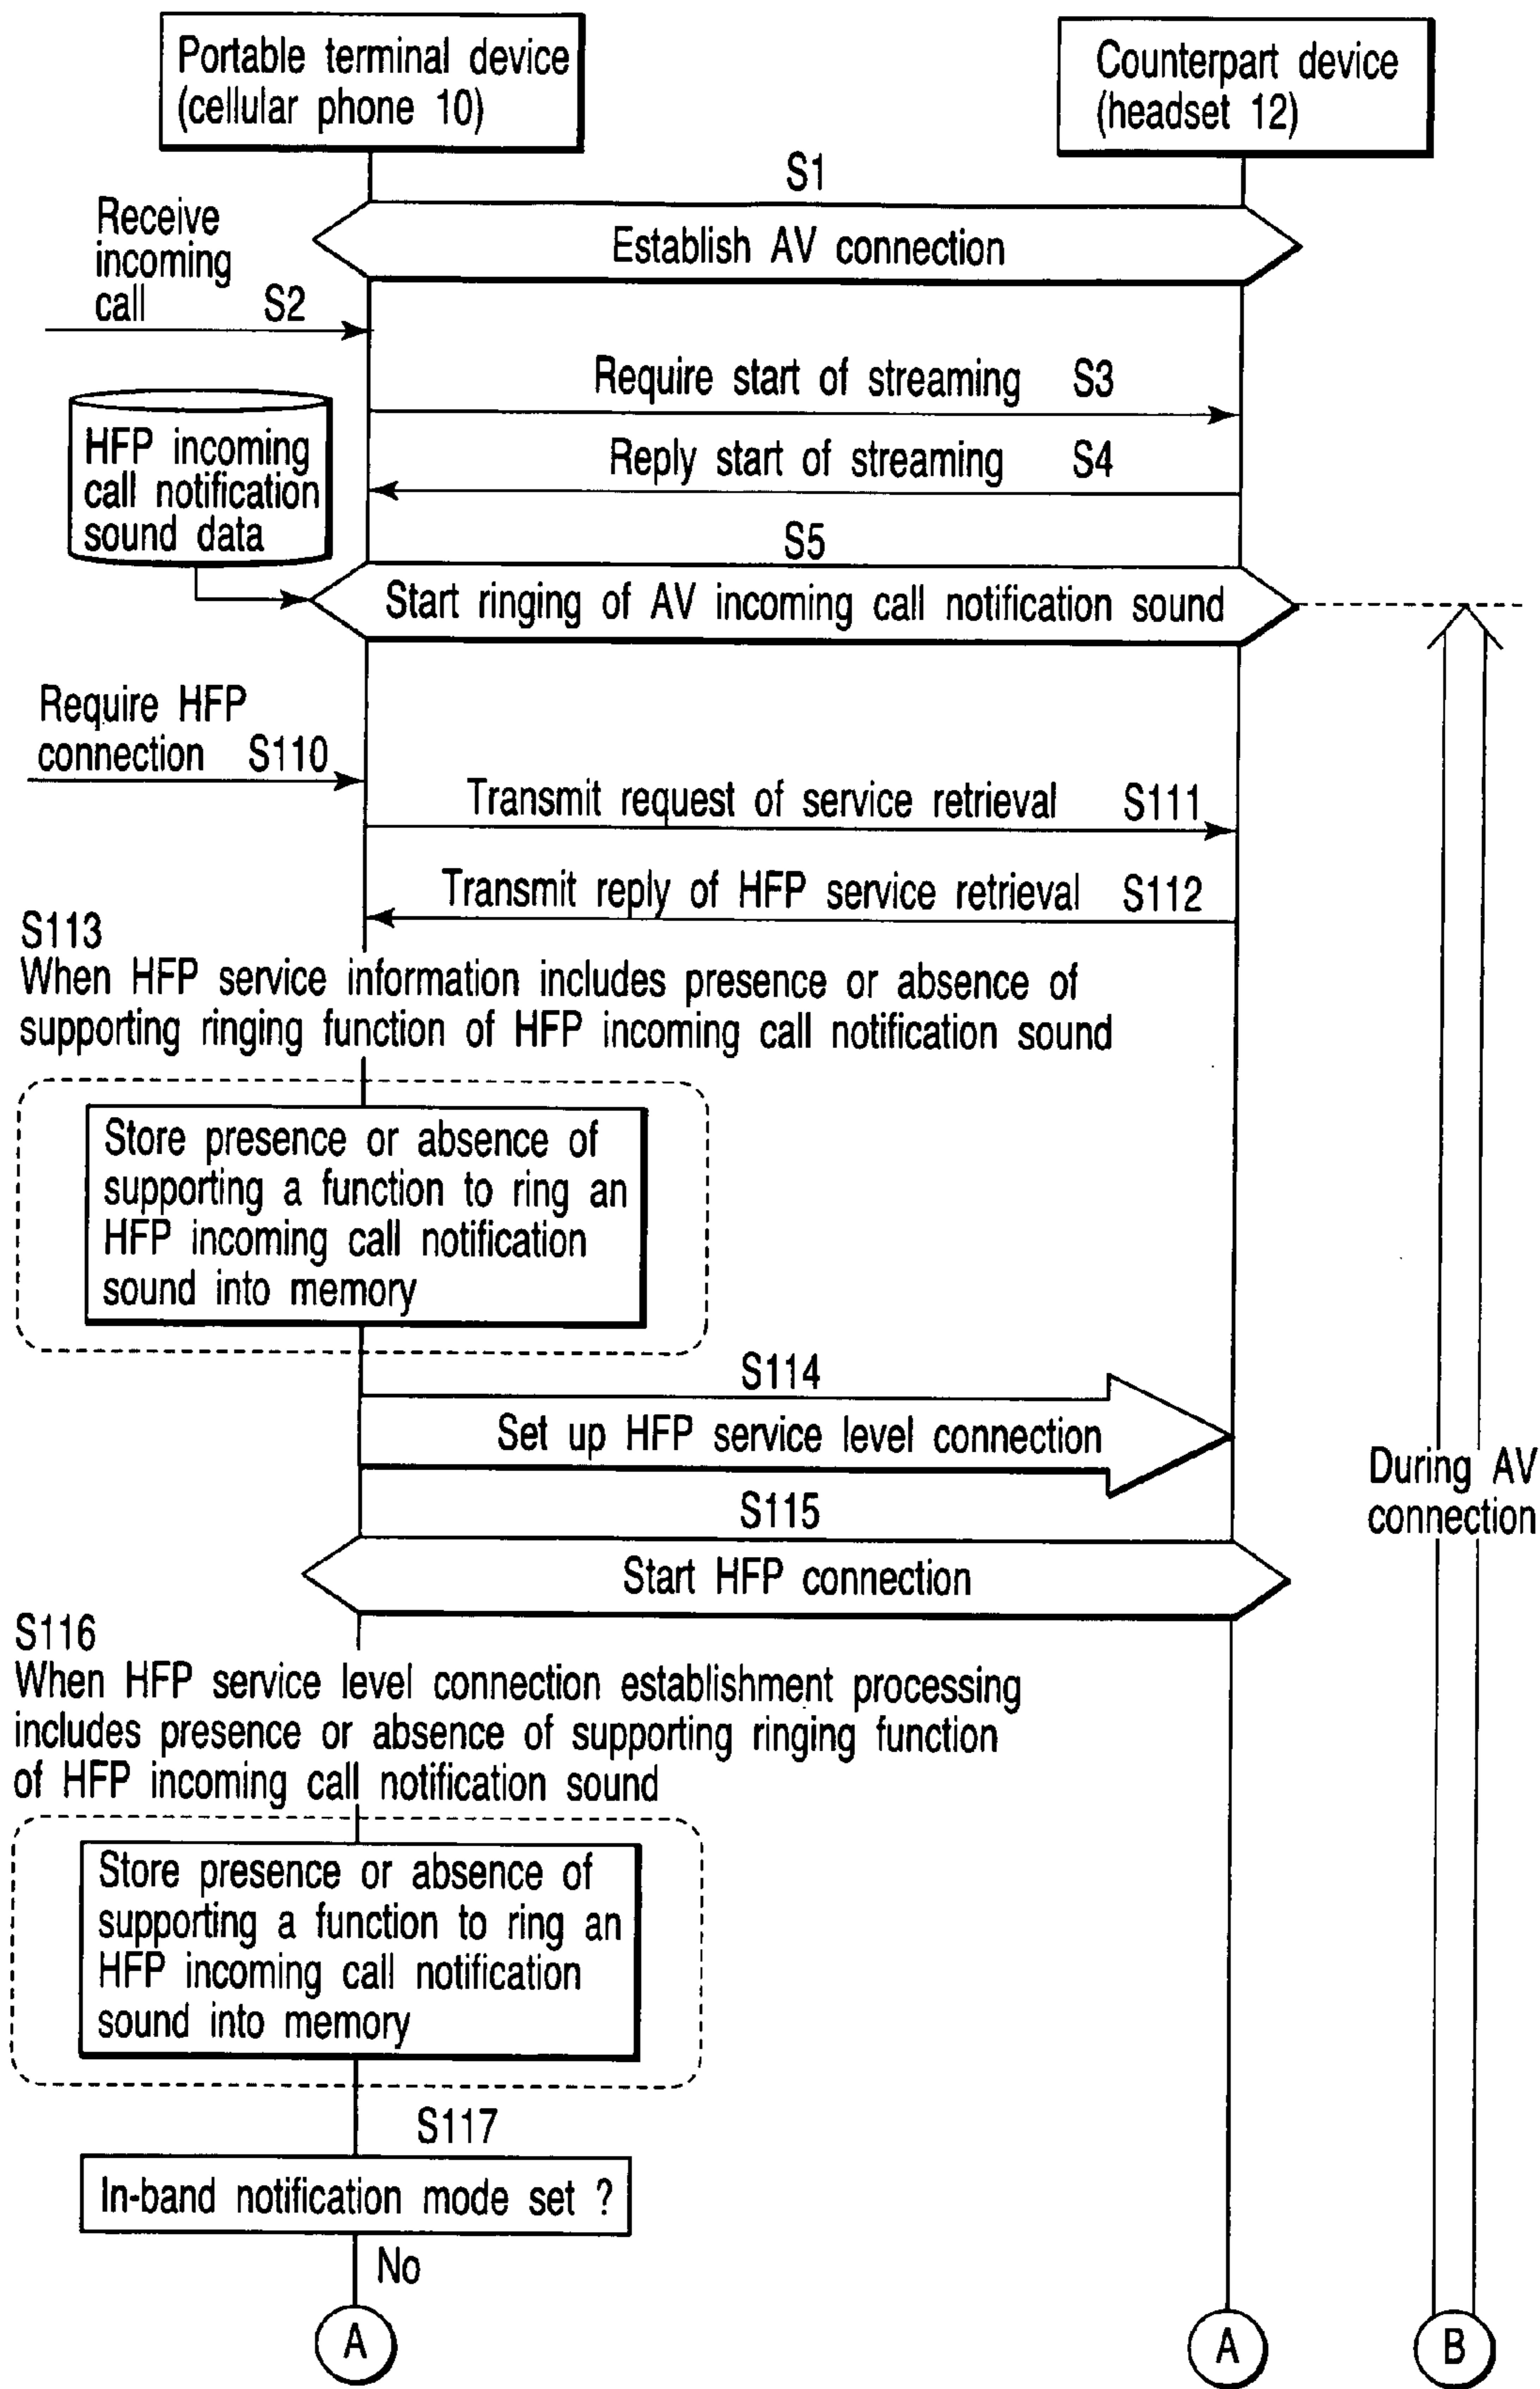 Portable terminal device
(cellular phone 10)
Counterpart device
(headset 12)
S1
Establish AV connection
Receive
incoming
call S2
Require start of streaming S3
HFP incoming
call notification
sound data
Reply start of streaming S4
S5
Start ringing of AV incoming call notification sound
Require HFP
connection S110
Transmit request of service retrieval S111
Transmit reply of HFP service retrieval S112
S113
When HFP service information includes presence or absence of
supporting ringing function of HFP incoming call notification sound
Store presence or absence of
supporting a function to ring an
HFP incoming call notification
sound into memory
S114
Set up HFP service level connection
During AV
connection
S115
Start HFP connection
S116
When HFP service level connection establishment processing
includes presence or absence of supporting ringing function
of HFP incoming call notification sound
Store presence or absence of
supporting a function to ring an
HFP incoming call notification
sound into memory
S117
In-band notification mode set ?
No
A
A
B